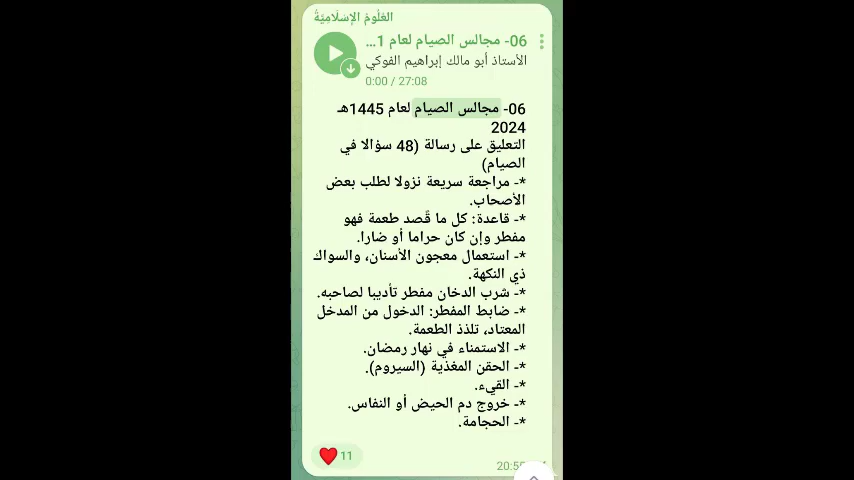 العُلُومُ الإِسْلَامِيَّةُ
06- مجالس الصيام لعام 1...
الأستاذ أبو مالك إبراهيم الفوكي
0:00 / 27:08
06- مجالس الصيام لعام 1445هـ
2024
التعليق على رسالة (48 سؤالا في
الصيام)
*- مراجعة سريعة نزولا لطلب بعض
الأصحاب.
*- قاعدة: كل ما قُصد طعمة فهو
مفطر وإن كان حراما أو ضارا.
*- استعمال معجون الأسنان، والسواك
ذي النكهة.
*- شرب الدخان مفطر تأديبا لصاحبه.
*- ضابط المفطر: الدخول من المدخل
المعتاد، تلذذ الطعمة.
*- الاستمناء في نهار رمضان.
*- الحقن المغذية (السيروم).
*- القيء.
*- خروج دم الحيض أو النفاس.
*- الحجامة.
11